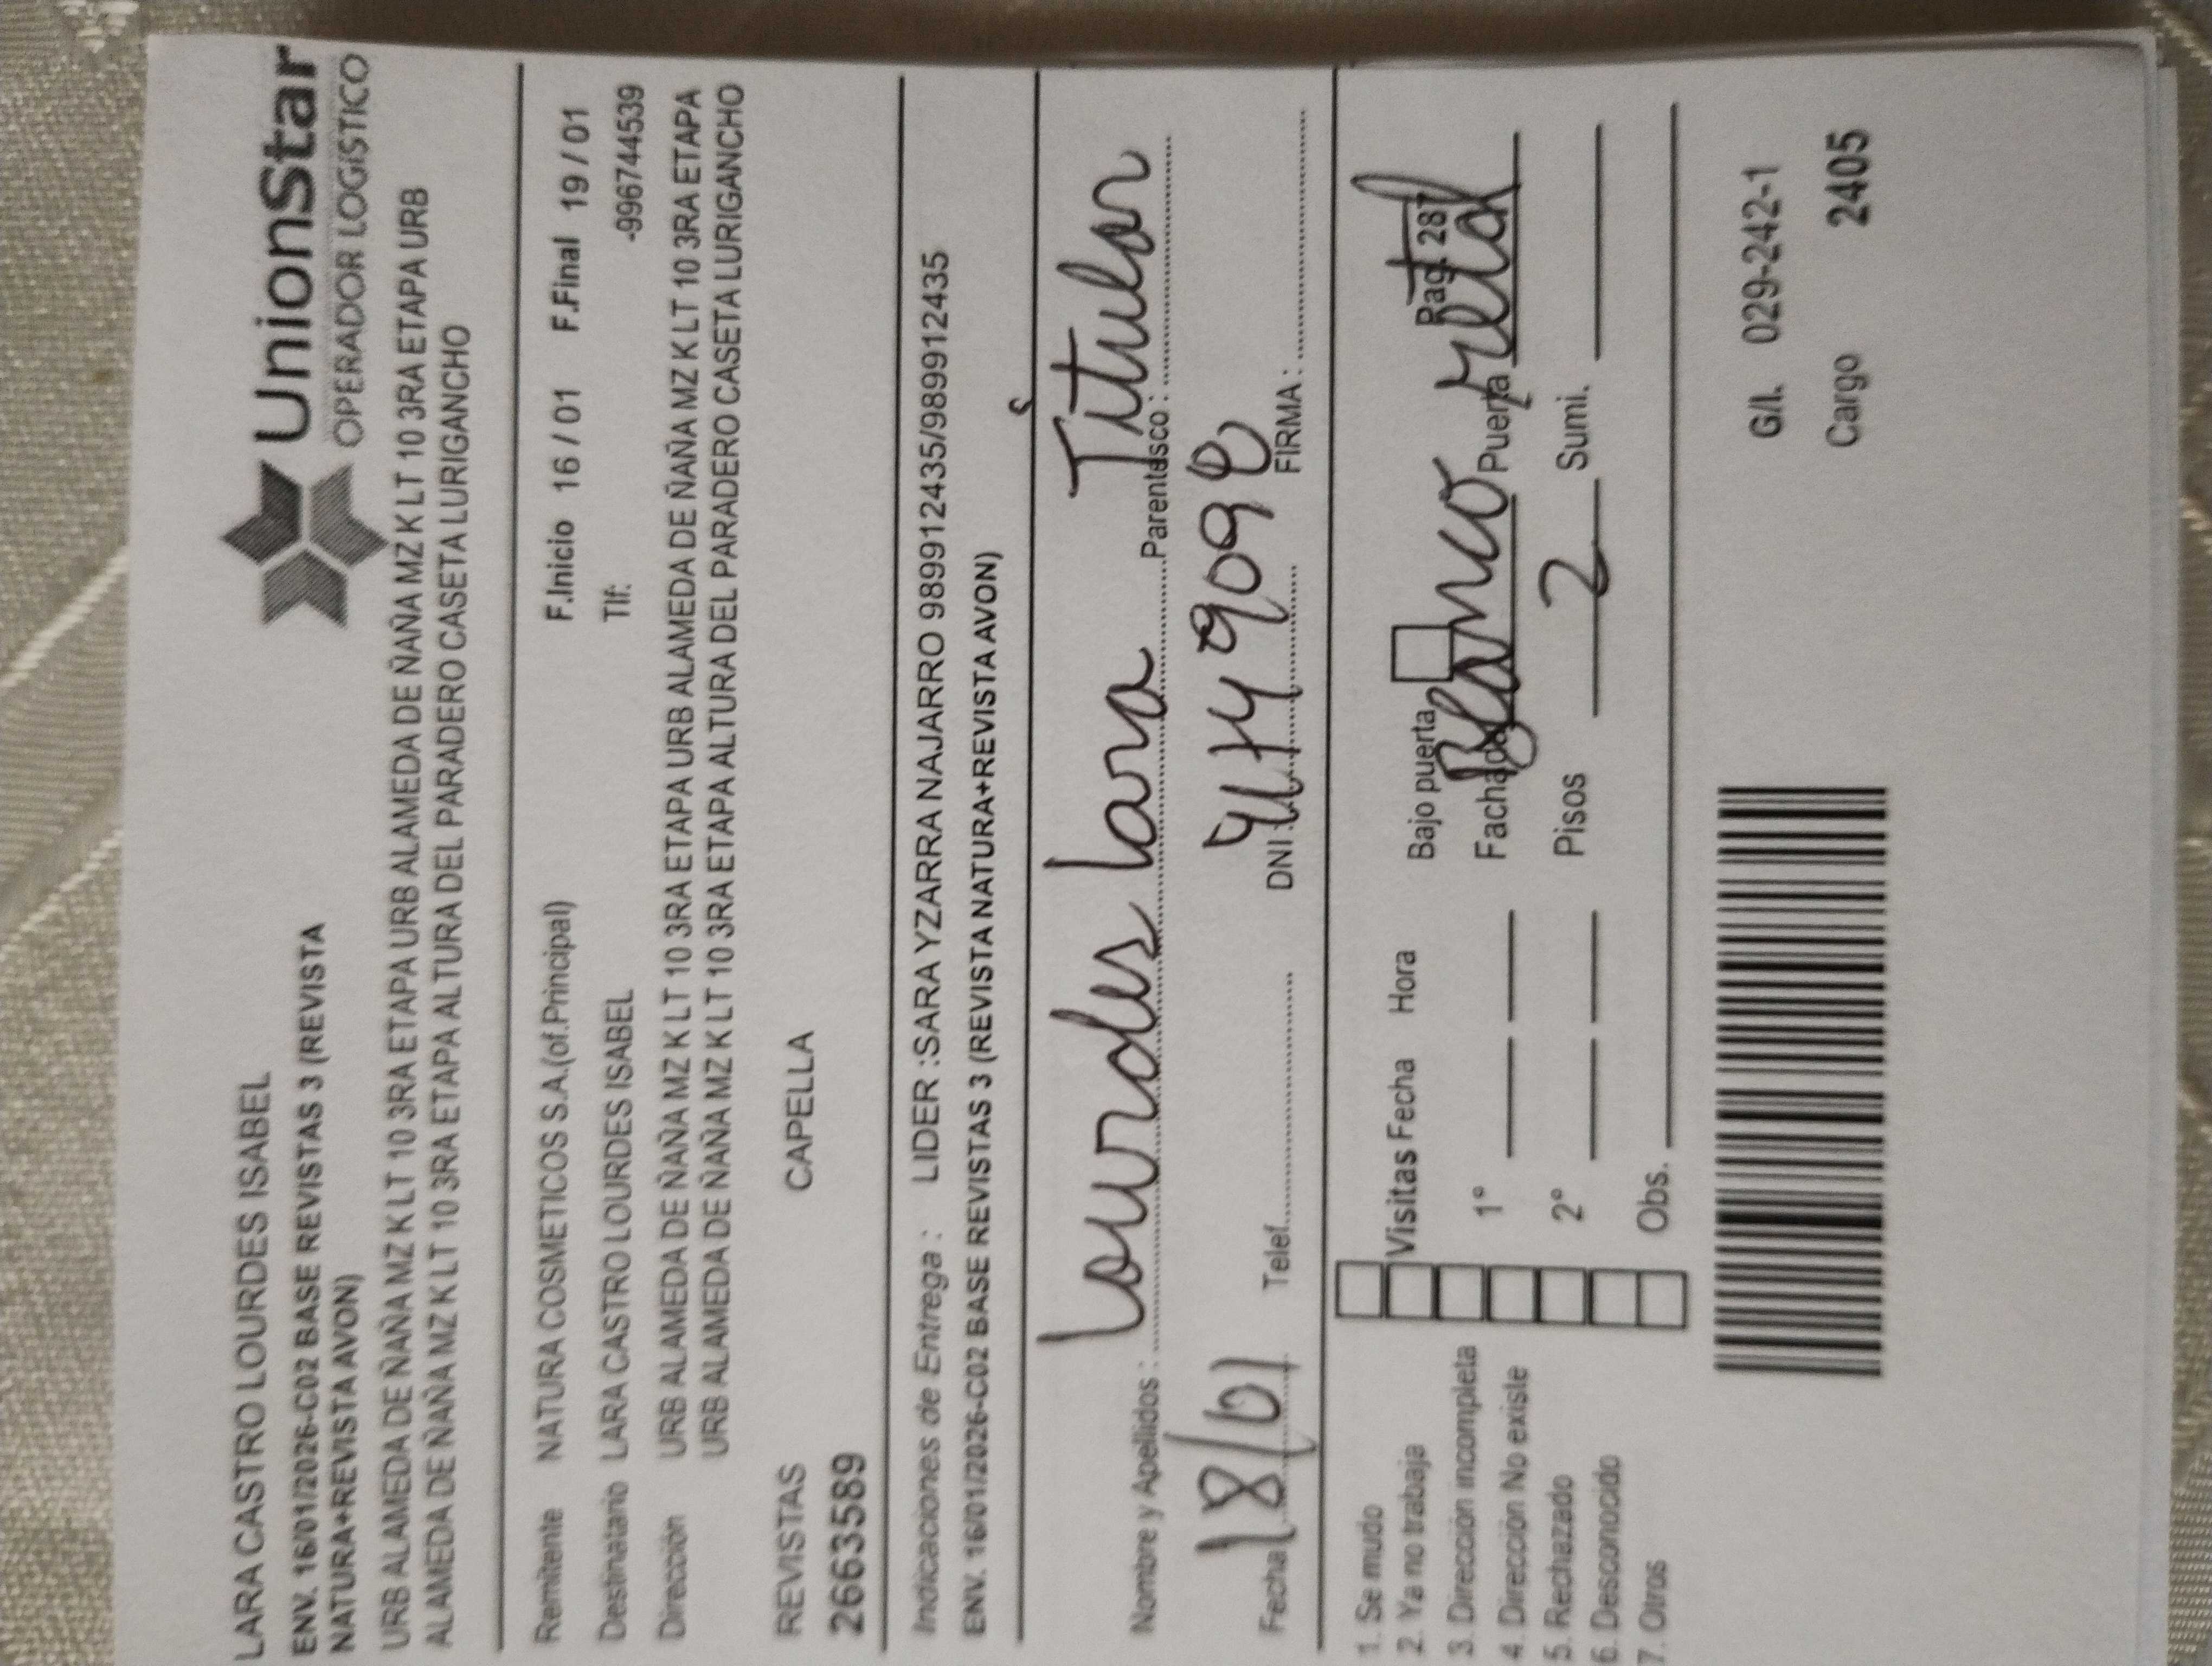 UnionStar
OPERADOR LOGíSTICO
LARA CASTRO LOURDES ISABEL
ENV. 16/01/2026-C02 BASE REVISTAS 3 (REVISTA
NATURA+REVISTA AVON)
URB ALAMEDA DE ÑAÑA MZ K LT 10 3RA ETAPA URB ALAMEDA DE ÑAÑA MZ K LT 10 3RA ETAPA URB
ALAMEDA DE ÑAÑA MZ K LT 10 3RA ETAPA ALTURA DEL PARADERO CASETA LURIGANCHO
Remitente NATURA COSMETICOS S.A.(of.Principal) F.Inicio 16 / 01 F.Final 19 / 01
Destinatario LARA CASTRO LOURDES ISABEL Tlf: -996744539
Dirección URB ALAMEDA DE ÑAÑA MZ K LT 10 3RA ETAPA URB ALAMEDA DE ÑAÑA MZ K LT 10 3RA ETAPA
URB ALAMEDA DE ÑAÑA MZ K LT 10 3RA ETAPA ALTURA DEL PARADERO CASETA LURIGANCHO
REVISTAS CAPELLA
26635589
Indicaciones de Entrega : LIDER :SARA YZARRA NAJARRO 989912435/989912435
ENV. 16/01/2026-C02 BASE REVISTAS 3 (REVISTA NATURA+REVISTA AVON)
Nombre y Apellidos : Lourdes Lara Parentesco : Titular
Fecha 18/01 Telef. DNI : FIRMA :
1. Se mudo
2. Ya no trabaja
3. Dirección incompleta
4. Dirección No existe
5. Rechazado
6. Desconocido
7. Otros
Visitas Fecha Hora Bajo puerta Pag. 287
1° Fachada Blanco Puerta Metal
2° Pisos 2 Sumi.
Obs.
G/I. 029-242-1
Cargo 2405